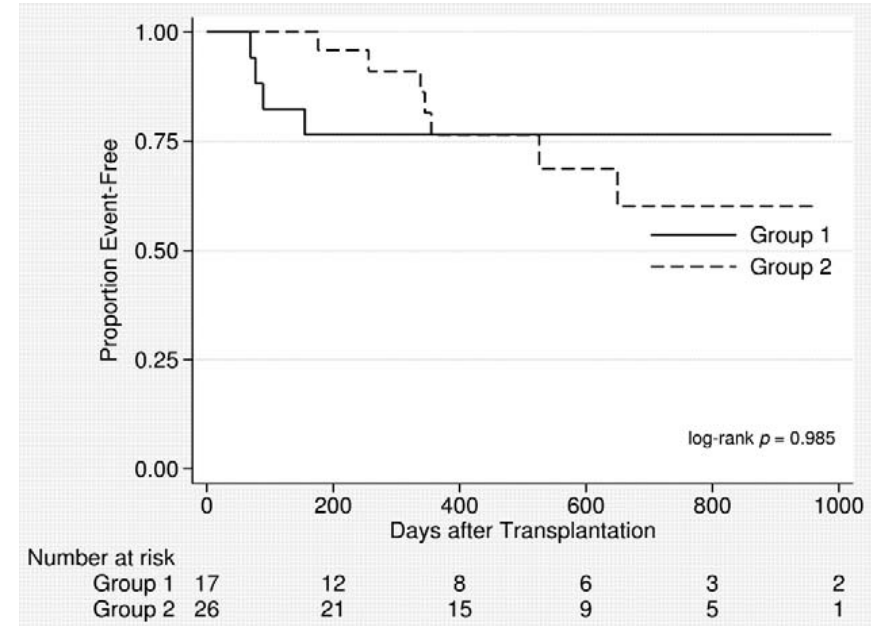 1.00
0.75
0.50
0.25
0.00
Proportion Event-Free
Group 1
Group 2
log-rank p = 0.985
0 200 400 600 800 1000
Days after Transplantation
Number at risk
Group 1 17 12 8 6 3 2
Group 2 26 21 15 9 5 1